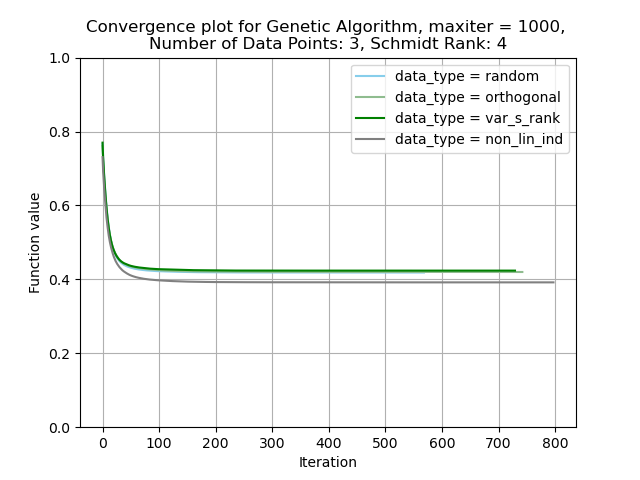 Convergence plot for Genetic Algorithm, maxiter = 1000,
Number of Data Points: 3, Schmidt Rank: 4
data_type = random
data_type = orthogonal
data_type = var_s_rank
data_type = non_lin_ind
Function value
1.0
0.8
0.6
0.4
0.2
0.0
0 100 200 300 400 500 600 700 800
Iteration